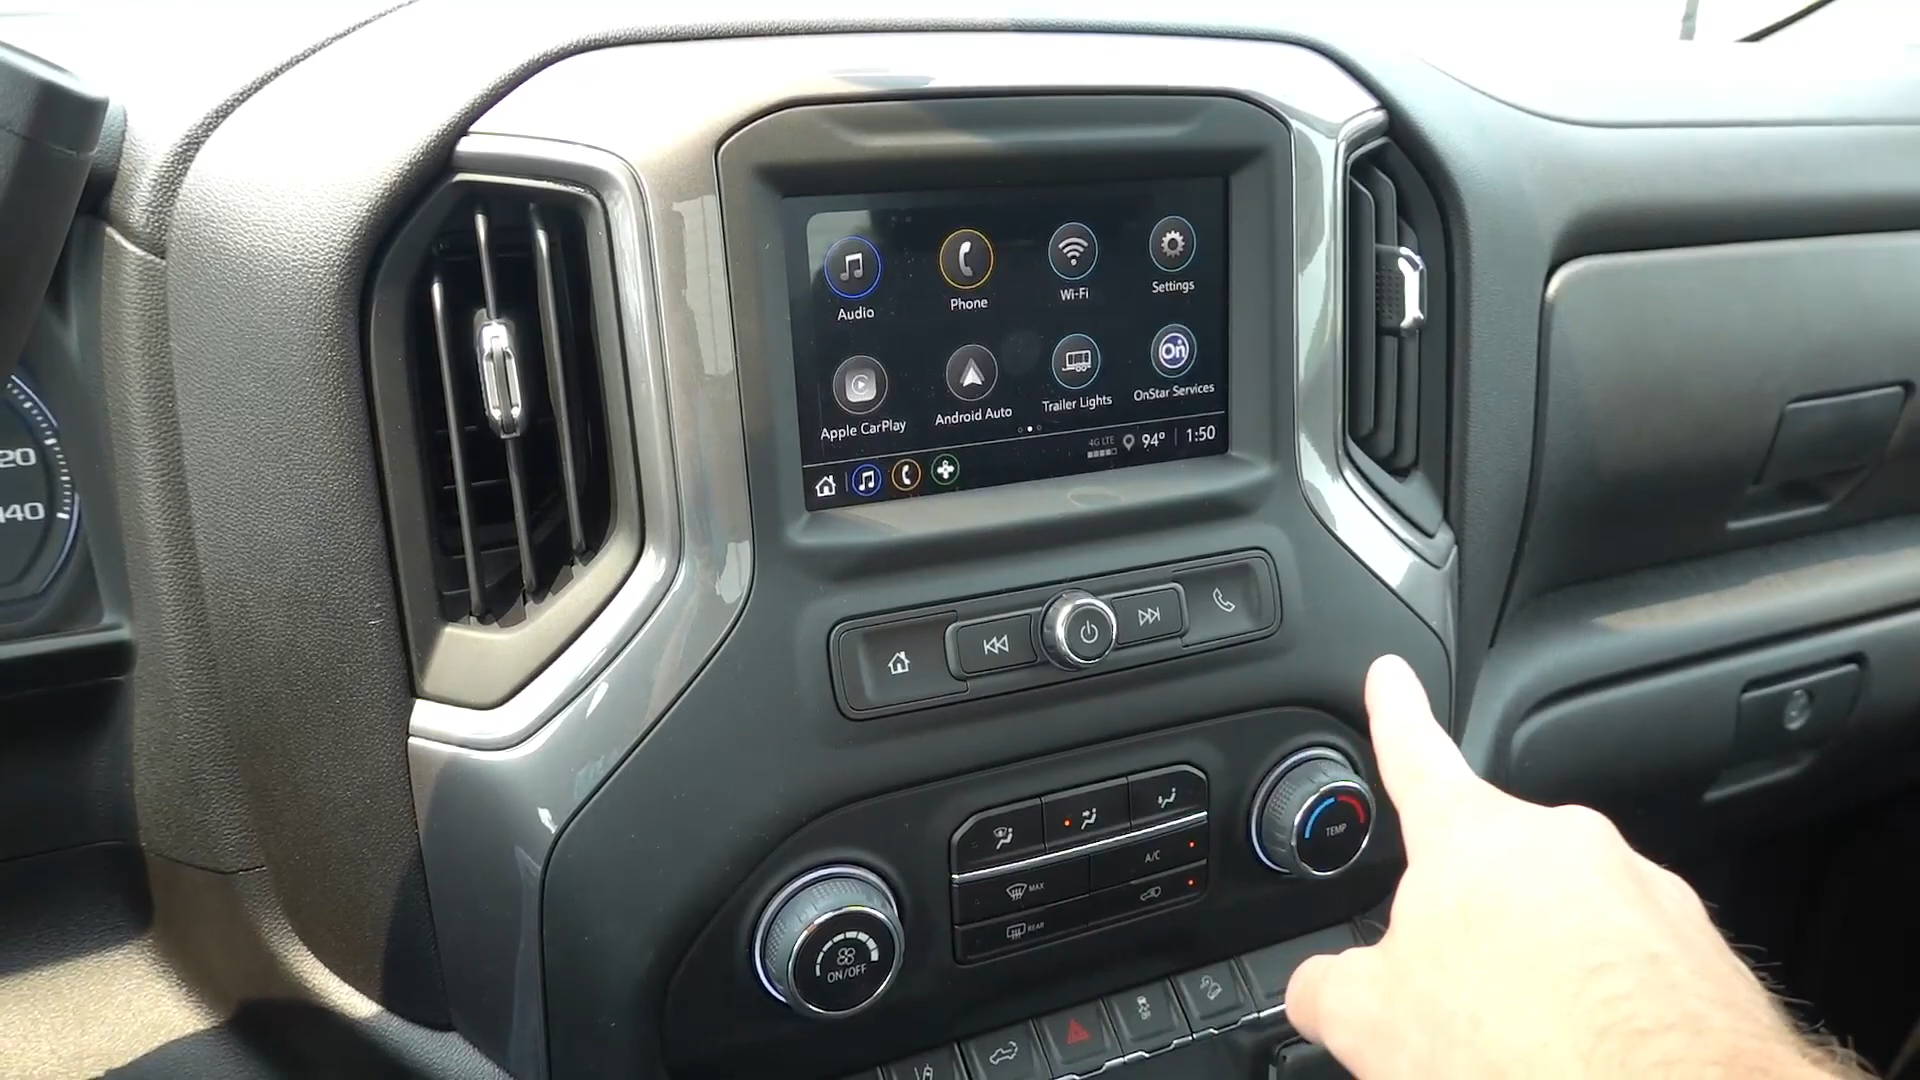 20
140
Audio
Phone
Wi-Fi
Settings
On
Apple CarPlay
Android Auto
Trailer Lights
OnStar Services
4G LTE
94°
1:50
TEMP
A/C
MAX
REAR
ON/OFF